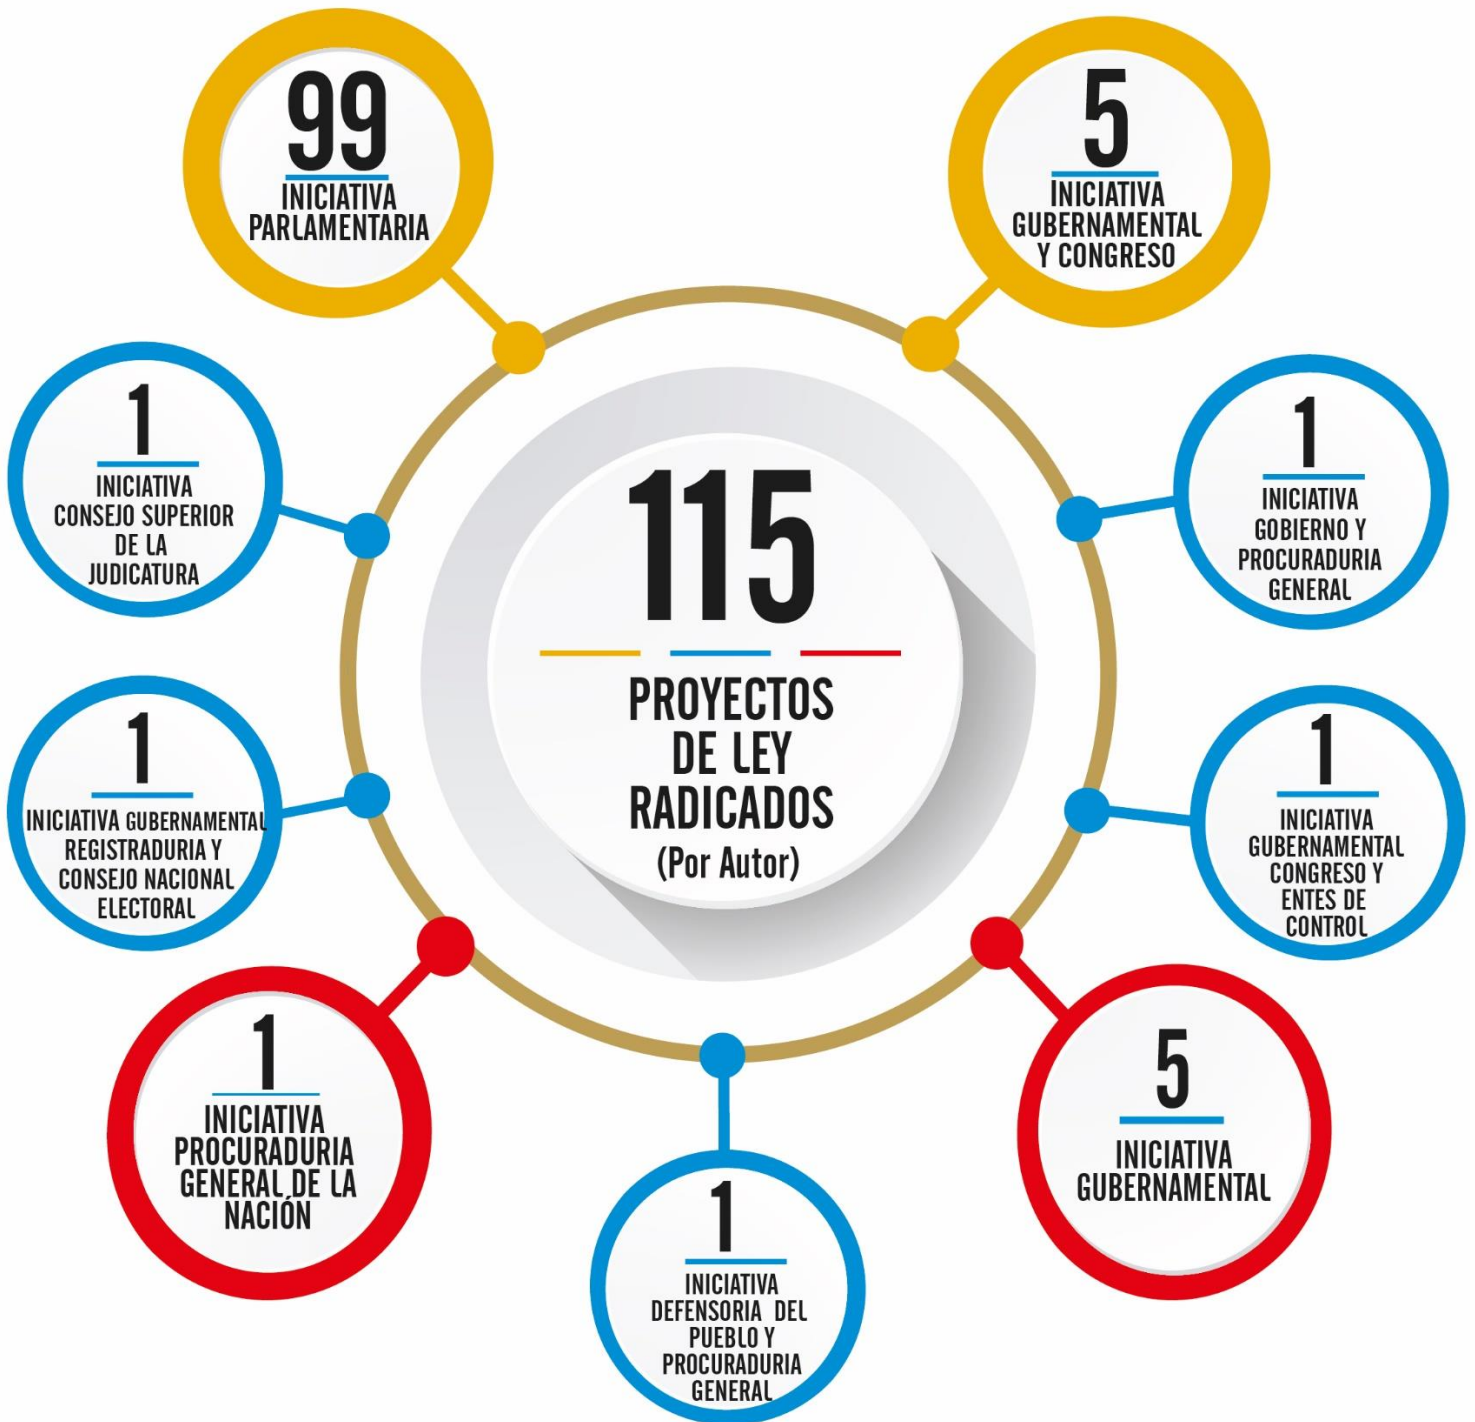 99
INICIATIVA
PARLAMENTARIA
5
INICIATIVA
GUBERNAMENTAL
Y CONGRESO
1
INICIATIVA
CONSEJO SUPERIOR
DE LA
JUDICATURA
1
INICIATIVA
GOBIERNO Y
PROCURADURIA
GENERAL
115
PROYECTOS
DE LEY
RADICADOS
(Por Autor)
1
INICIATIVA GUBERNAMENTAL
REGISTRADURIA Y
CONSEJO NACIONAL
ELECTORAL
1
INICIATIVA
GUBERNAMENTAL
CONGRESO Y
ENTES DE
CONTROL
1
INICIATIVA
PROCURADURIA
GENERAL DE LA
NACIÓN
5
INICIATIVA
GUBERNAMENTAL
1
INICIATIVA
DEFENSORIA DEL
PUEBLO Y
PROCURADURIA
GENERAL